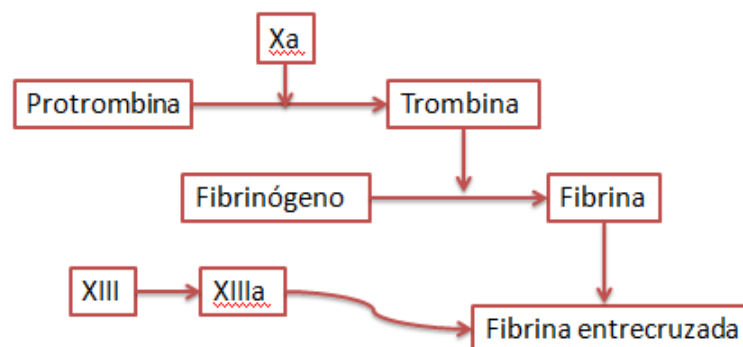 Xa
Protrombina
Trombina
Fibrinógeno
Fibrina
XIII
XIIIa
Fibrina entrecruzada